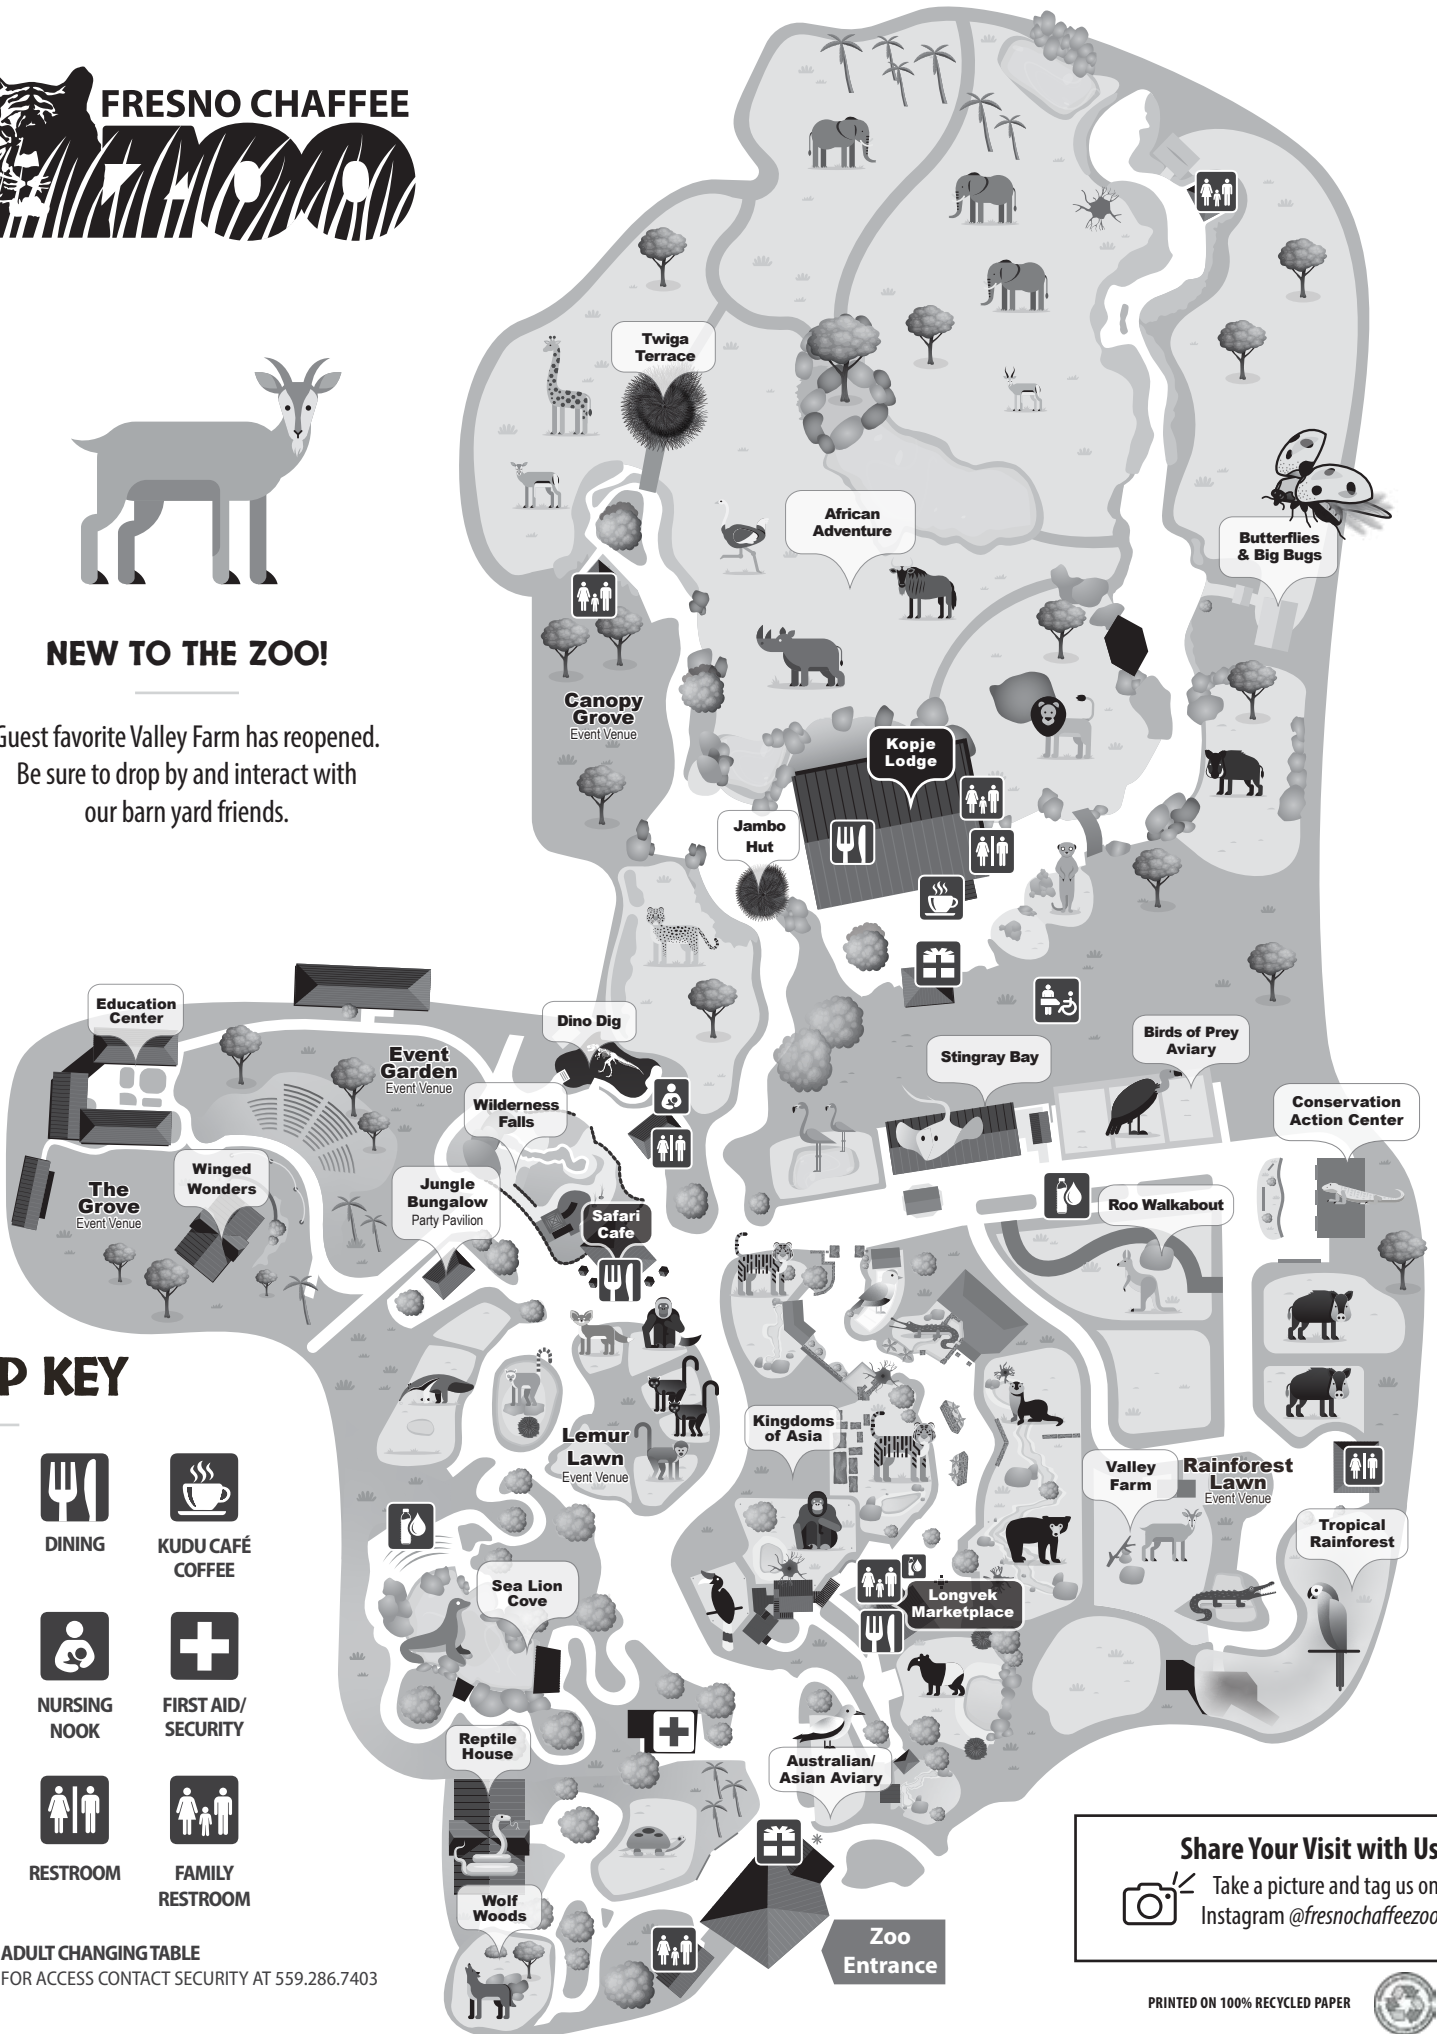 FRESNO CHAFFEE
ZOO
NEW TO THE ZOO!
Guest favorite Valley Farm has reopened.
Be sure to drop by and interact with
our barn yard friends.
Twiga
Terrace
African
Adventure
Butterflies
& Big Bugs
Canopy
Grove
Event Venue
Kopje
Lodge
Jambo
Hut
Education
Center
Dino Dig
Event
Garden
Event Venue
Stingray Bay
Birds of Prey
Aviary
Conservation
Action Center
Wilderness
Falls
Winged
Wonders
The
Grove
Event Venue
Jungle
Bungalow
Party Pavilion
Safari
Cafe
Roo Walkabout
Lemur
Lawn
Event Venue
Kingdoms
of Asia
Valley
Farm
Rainforest
Lawn
Event Venue
Tropical
Rainforest
Sea Lion
Cove
Longvek
Marketplace
Reptile
House
Australian/
Asian Aviary
Wolf
Woods
Zoo
Entrance
P KEY
DINING
KUDU CAFÉ
COFFEE
NURSING
NOOK
FIRST AID/
SECURITY
RESTROOM
FAMILY
RESTROOM
ADULT CHANGING TABLE
FOR ACCESS CONTACT SECURITY AT 559.286.7403
Share Your Visit with Us
Take a picture and tag us on
Instagram @fresnochaffeezoo
PRINTED ON 100% RECYCLED PAPER